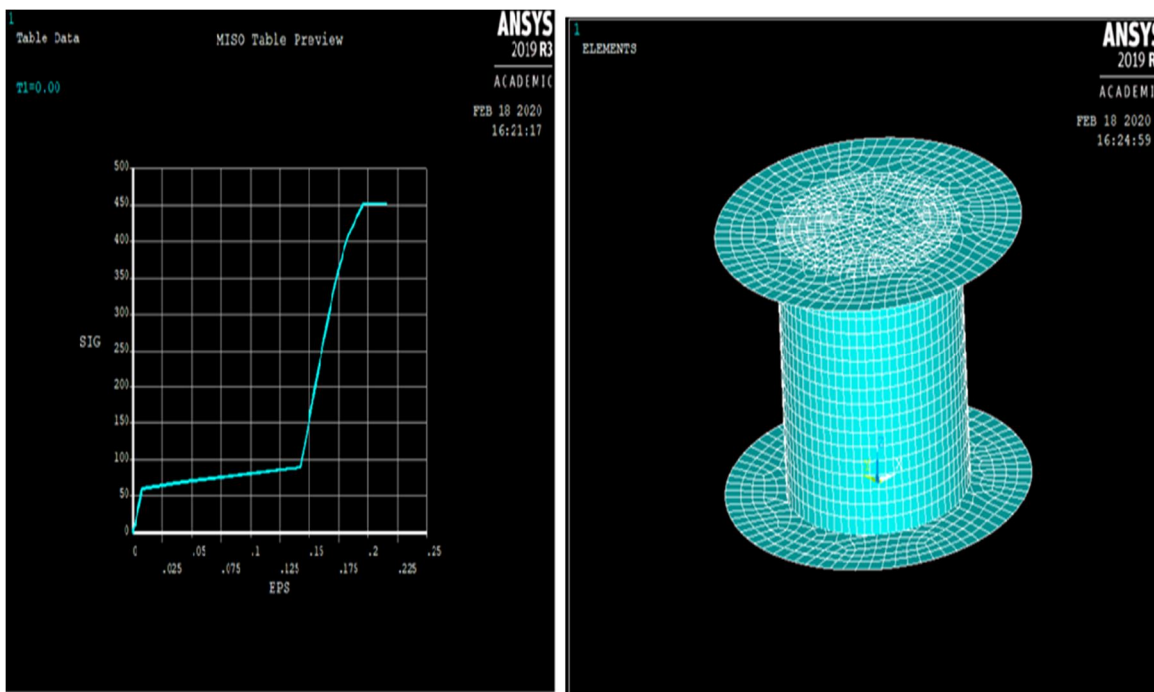 1
Table Data
MISO Table Preview
ANSYS
2019 R3
ACADEMIC
T1=0.00
FEB 18 2020
16:21:17
500
450
400
350
300
250
200
150
100
50
0
SIG
0
.05
.1
.15
.2
.25
.025
.075
.125
.175
.225
EPS
1
ELEMENTS
ANSYS
2019 R
ACADEMI
FEB 18 2020
16:24:59
X